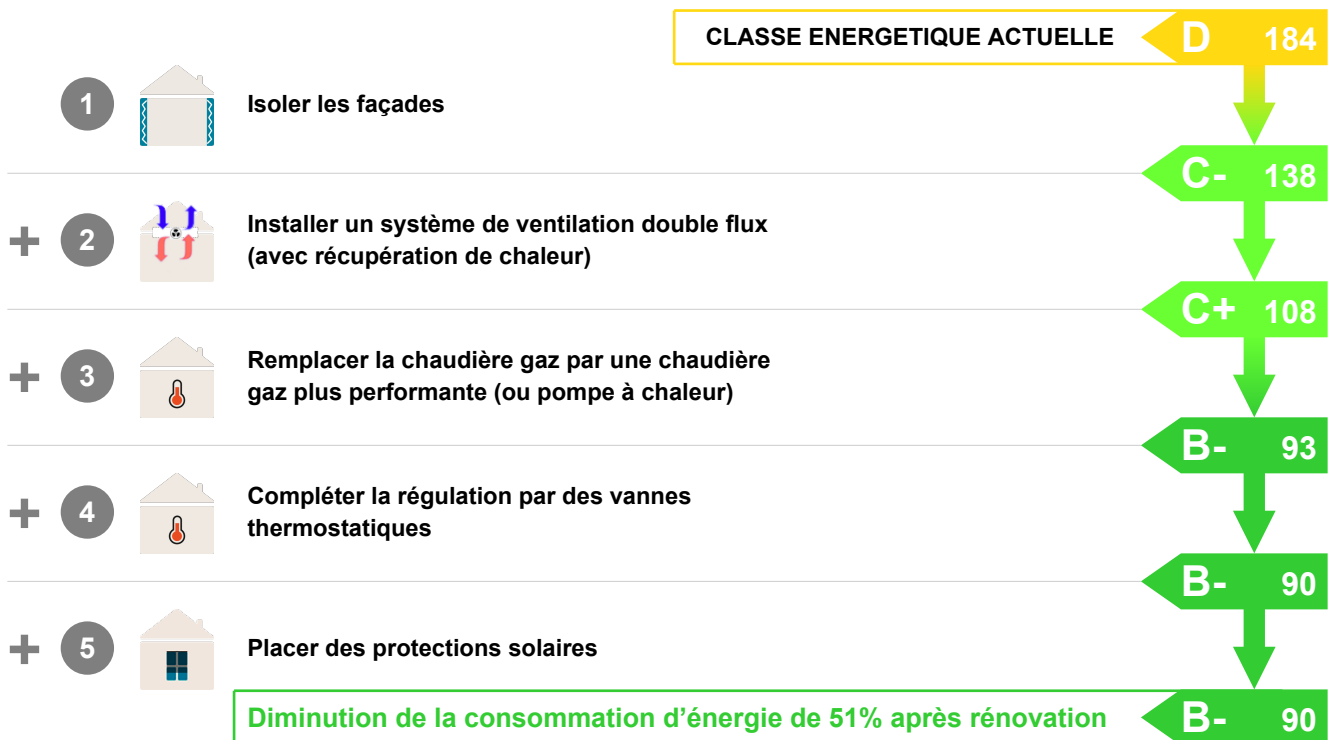 CLASSE ENERGETIQUE ACTUELLE D 184
1 Isoler les façades
C- 138
+ 2 Installer un système de ventilation double flux
(avec récupération de chaleur)
C+ 108
+ 3 Remplacer la chaudière gaz par une chaudière
gaz plus performante (ou pompe à chaleur)
B- 93
+ 4 Compléter la régulation par des vannes
thermostatiques
B- 90
+ 5 Placer des protections solaires
Diminution de la consommation d’énergie de 51% après rénovation B- 90